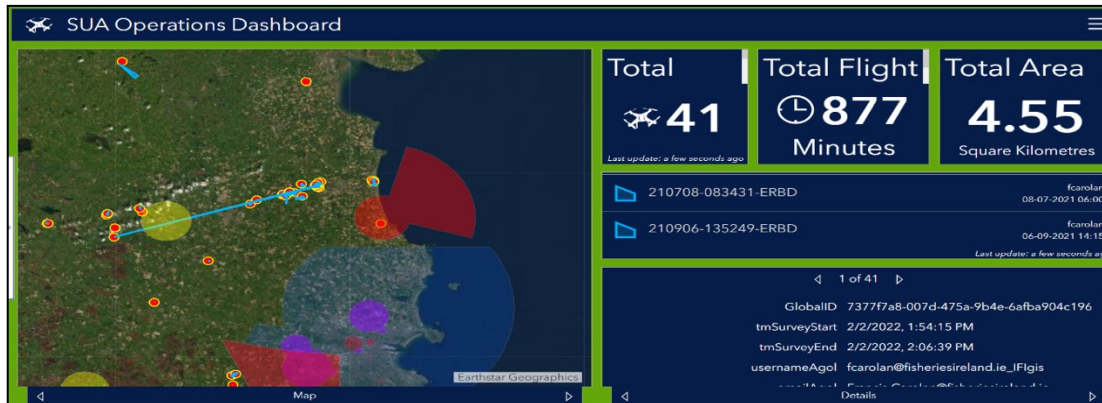 SUA Operations Dashboard
Total
41
Last update: a few seconds ago
Total Flight
877
Minutes
Total Area
4.55
Square Kilometres
210708-083431-ERBD
fcarolan
08-07-2021 06:00
210906-135249-ERBD
fcarolan
06-09-2021 14:15
Last update: a few seconds ag
1 of 41
GlobalID 7377f7a8-007d-475a-9b4e-6afba904c196
tmSurveyStart 2/2/2022, 1:54:15 PM
tmSurveyEnd 2/2/2022, 2:06:39 PM
usernameAgol fcarolan@fisheriesireland.ie_IFIgis
Earthstar Geographics
Map
Details